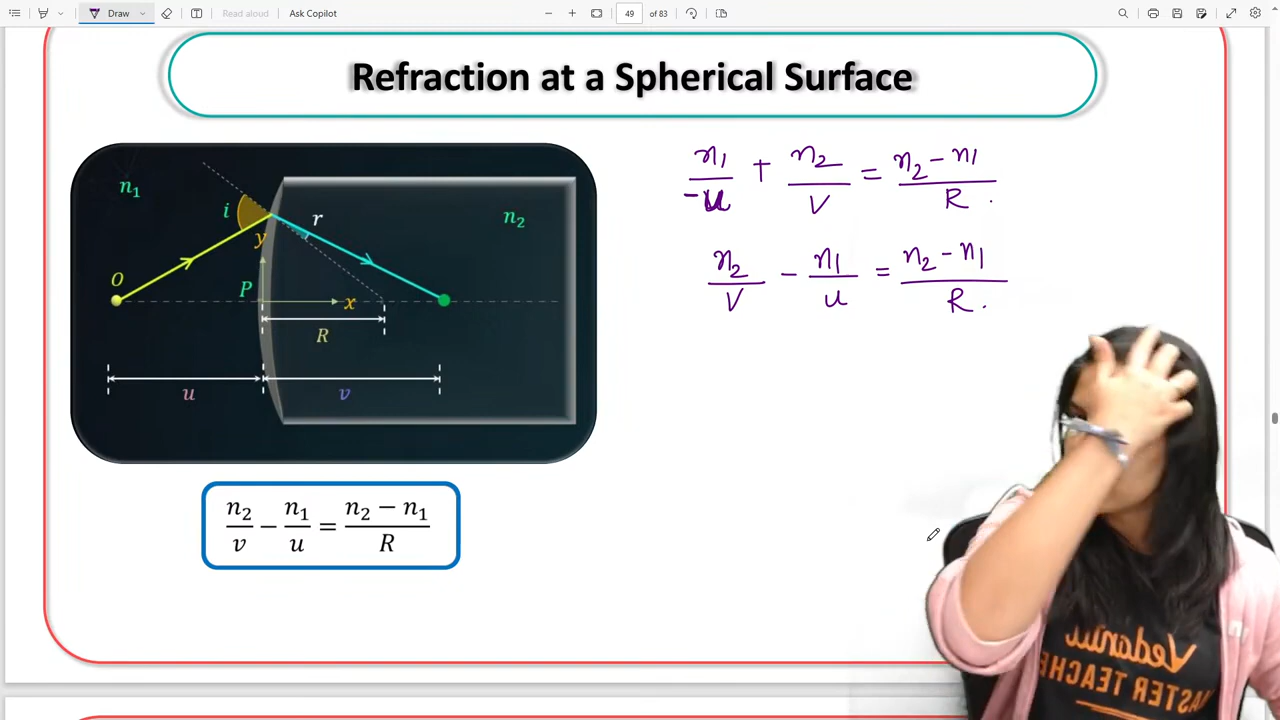 Draw
Read aloud
Ask Copilot
49 of 83
Refraction at a Spherical Surface
n₁
i
r
n₂
y
O
P
x
R
u
v
n₁/-u + n₂/v = n₂ - n₁/R.
n₂/v - n₁/u = n₂ - n₁/R.
n₂/v - n₁/u = n₂ - n₁/R
Vedantu
MASTER TEACHE